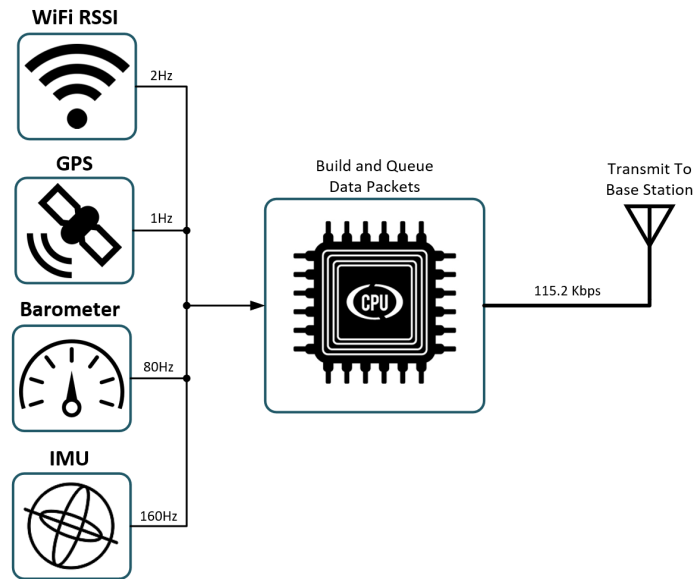 WiFi RSSI
2Hz
GPS
1Hz
Barometer
80Hz
IMU
160Hz
Build and Queue
Data Packets
CPU
115.2 Kbps
Transmit To
Base Station